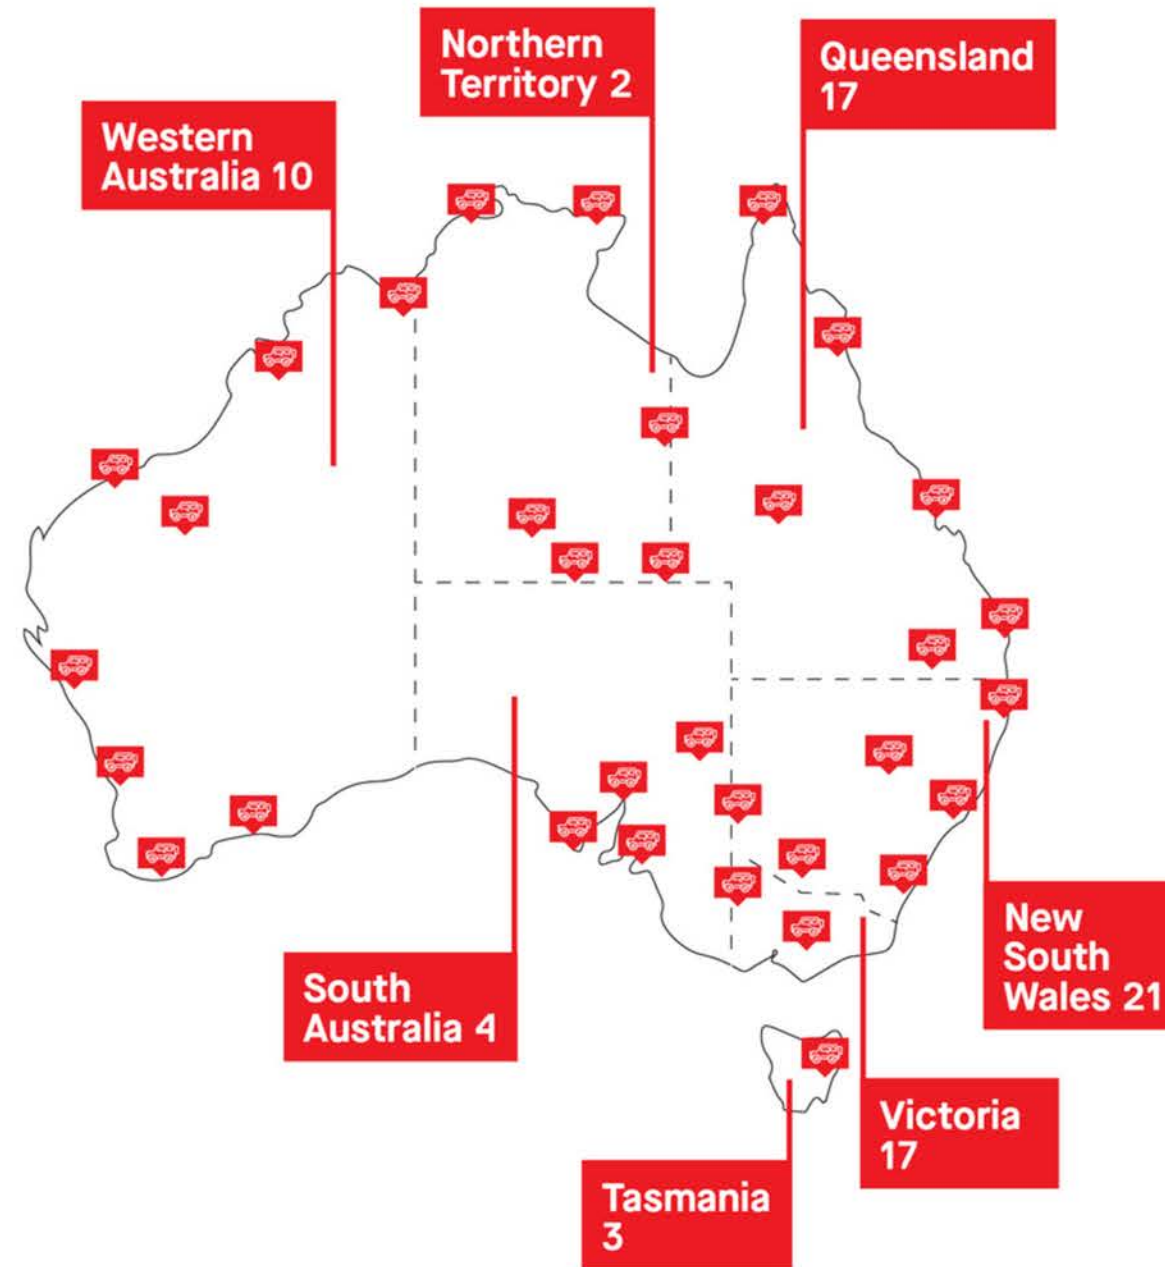 Northern
Territory 2
Queensland
17
Western
Australia 10
New
South
Wales 21
South
Australia 4
Victoria
17
Tasmania
3